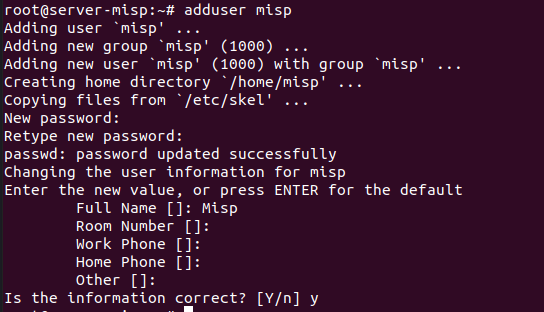 root@server-misp:~# adduser misp
Adding user `misp' ...
Adding new group `misp' (1000) ...
Adding new user `misp' (1000) with group `misp' ...
Creating home directory `/home/misp' ...
Copying files from `/etc/skel' ...
New password:
Retype new password:
passwd: password updated successfully
Changing the user information for misp
Enter the new value, or press ENTER for the default
Full Name []: Misp
Room Number []:
Work Phone []:
Home Phone []:
Other []:
Is the information correct? [Y/n] y